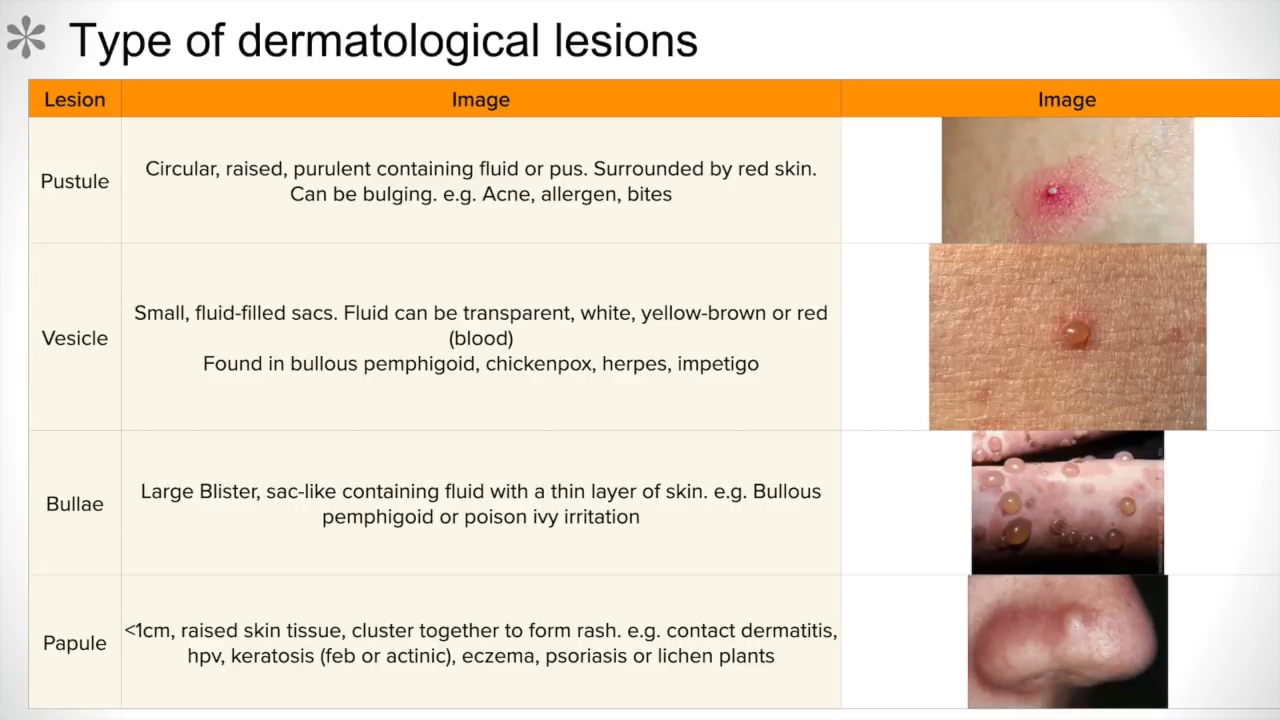 Type of dermatological lesions
Lesion
Image
Image
Pustule
Circular, raised, purulent containing fluid or pus. Surrounded by red skin.
Can be bulging. e.g. Acne, allergen, bites
Vesicle
Small, fluid-filled sacs. Fluid can be transparent, white, yellow-brown or red
(blood)
Found in bullous pemphigoid, chickenpox, herpes, impetigo
Bullae
Large Blister, sac-like containing fluid with a thin layer of skin. e.g. Bullous
pemphigoid or poison ivy irritation
Papule
<1cm, raised skin tissue, cluster together to form rash. e.g. contact dermatitis,
hpv, keratosis (feb or actinic), eczema, psoriasis or lichen plants